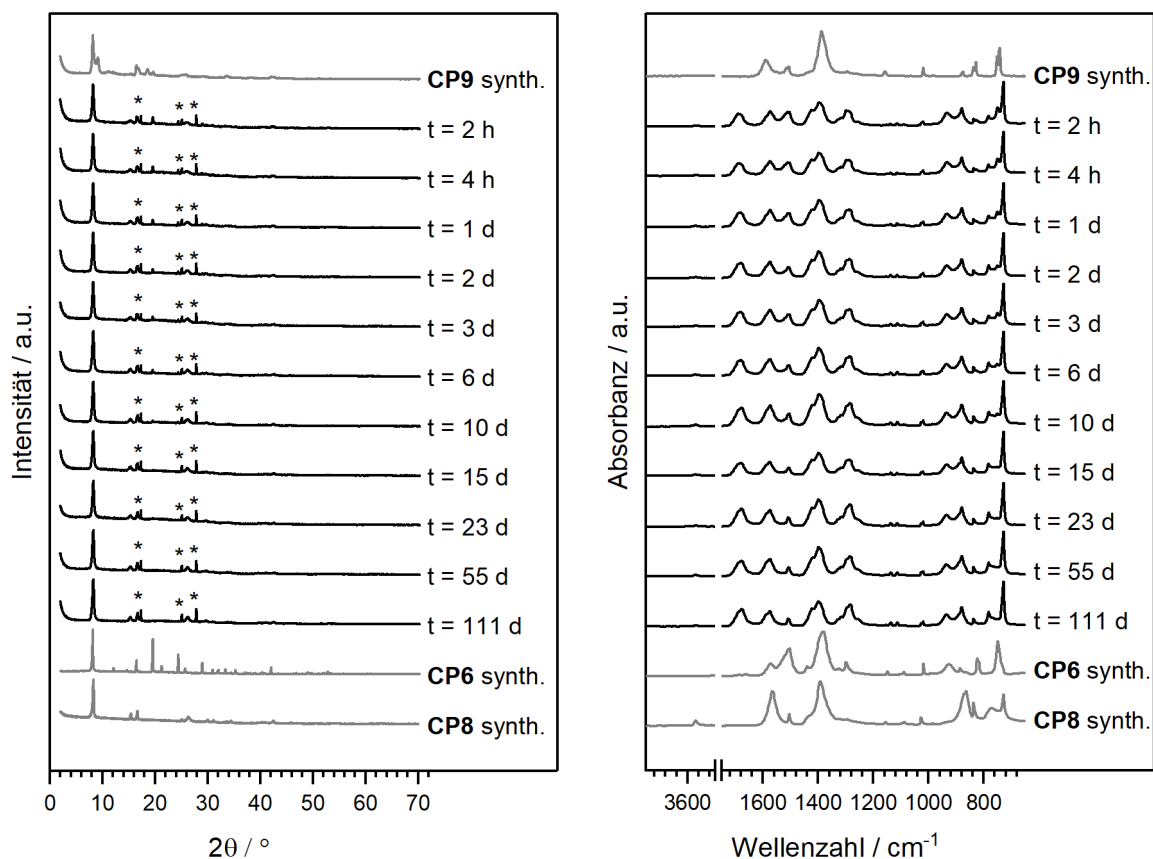 CP9 synth.
* * *
t = 2 h
* * *
t = 4 h
* * *
t = 1 d
* * *
t = 2 d
* * *
t = 3 d
* * *
t = 6 d
* * *
t = 10 d
* * *
t = 15 d
* * *
t = 23 d
* * *
t = 55 d
* * *
t = 111 d
CP6 synth.
CP8 synth.
Intensität / a.u.
0 10 20 30 40 50 60 70
2θ / °
CP9 synth.
t = 2 h
t = 4 h
t = 1 d
t = 2 d
t = 3 d
t = 6 d
t = 10 d
t = 15 d
t = 23 d
t = 55 d
t = 111 d
CP6 synth.
CP8 synth.
Absorbanz / a.u.
3600 1600 1400 1200 1000 800
Wellenzahl / cm⁻¹